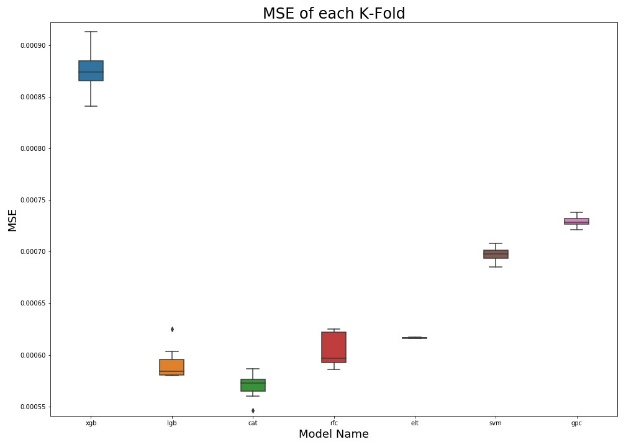 MSE of each K-Fold
0.00090
0.00085
0.00080
0.00075
0.00070
0.00065
0.00060
0.00055
MSE
xgb lgb cat rfc elt svm gpc
Model Name